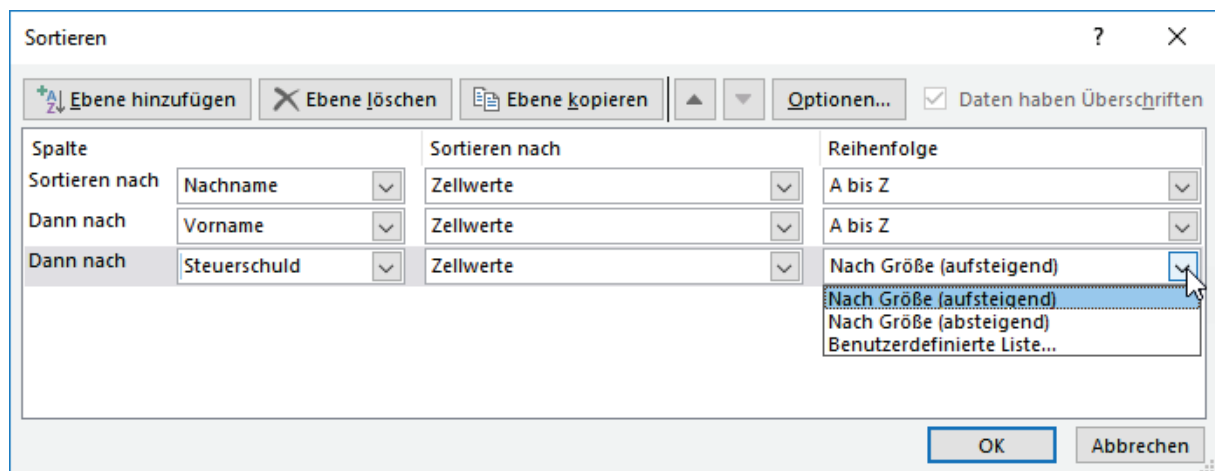 Sortieren ?
Ebene hinzufügen Ebene löschen Ebene kopieren Optionen... Daten haben Überschriften
Spalte Sortieren nach Reihenfolge
Sortieren nach Nachname Zellwerte A bis Z
Dann nach Vorname Zellwerte A bis Z
Dann nach Steuerschuld Zellwerte Nach Größe (aufsteigend)
Nach Größe (aufsteigend)
Nach Größe (absteigend)
Benutzerdefinierte Liste...
OK Abbrechen